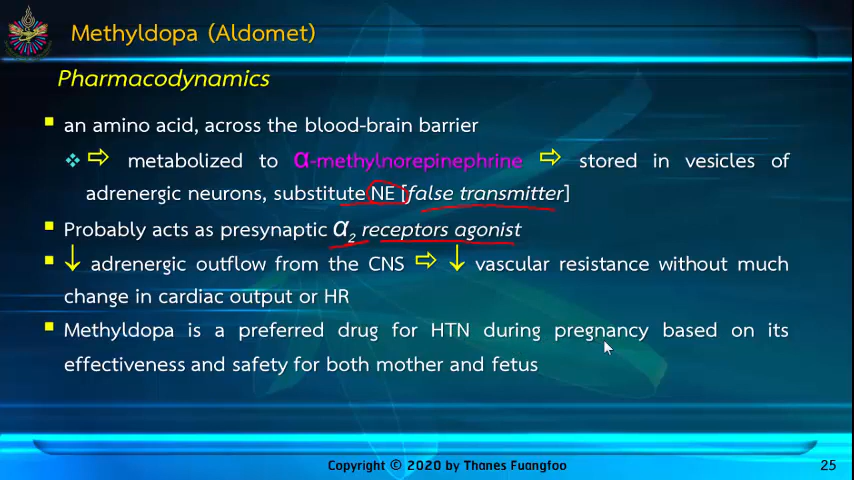 Methyldopa (Aldomet)
Pharmacodynamics
▪ an amino acid, across the blood-brain barrier
❖ ⇨ metabolized to α-methylnorepinephrine ⇨ stored in vesicles of
adrenergic neurons, substitute NE [false transmitter]
▪ Probably acts as presynaptic α₂ receptors agonist
▪ ↓ adrenergic outflow from the CNS ⇨ ↓ vascular resistance without much
change in cardiac output or HR
▪ Methyldopa is a preferred drug for HTN during pregnancy based on its
effectiveness and safety for both mother and fetus
Copyright © 2020 by Thanes Fuangfoo
25